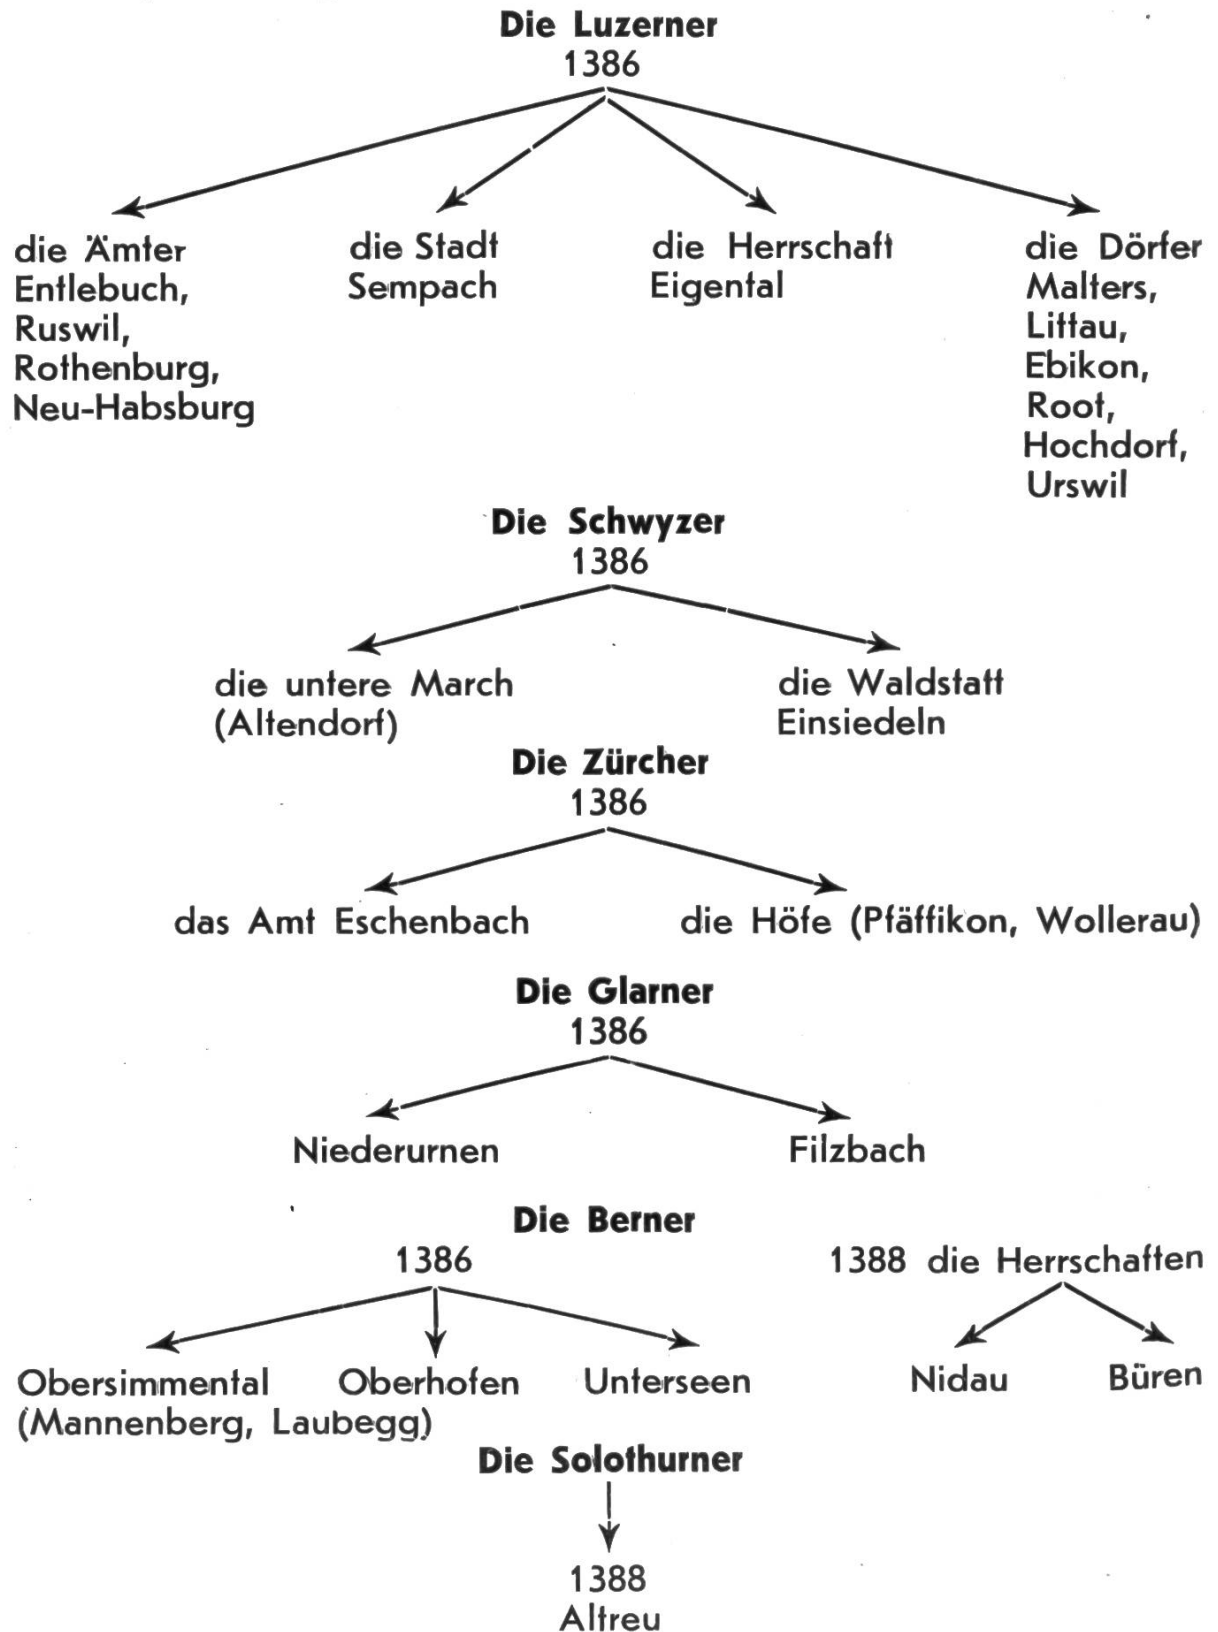 Die Luzerner
1386
die Ämter
Entlebuch,
Ruswil,
Rothenburg,
Neu-Habsburg
die Stadt
Sempach
die Herrschaft
Eigental
die Dörfer
Malters,
Littau,
Ebikon,
Root,
Hochdorf,
Urswil
Die Schwyzer
1386
die untere March
(Altendorf)
die Waldstatt
Einsiedeln
Die Zürcher
1386
das Amt Eschenbach
die Höfe (Pfäffikon, Wollerau)
Die Glarner
1386
Niederurnen
Filzbach
Die Berner
1386
1388 die Herrschaften
Obersimmental
(Mannenberg, Laubegg)
Oberhofen
Unterseen
Nidau
Büren
Die Solothurner
1388
Altreu